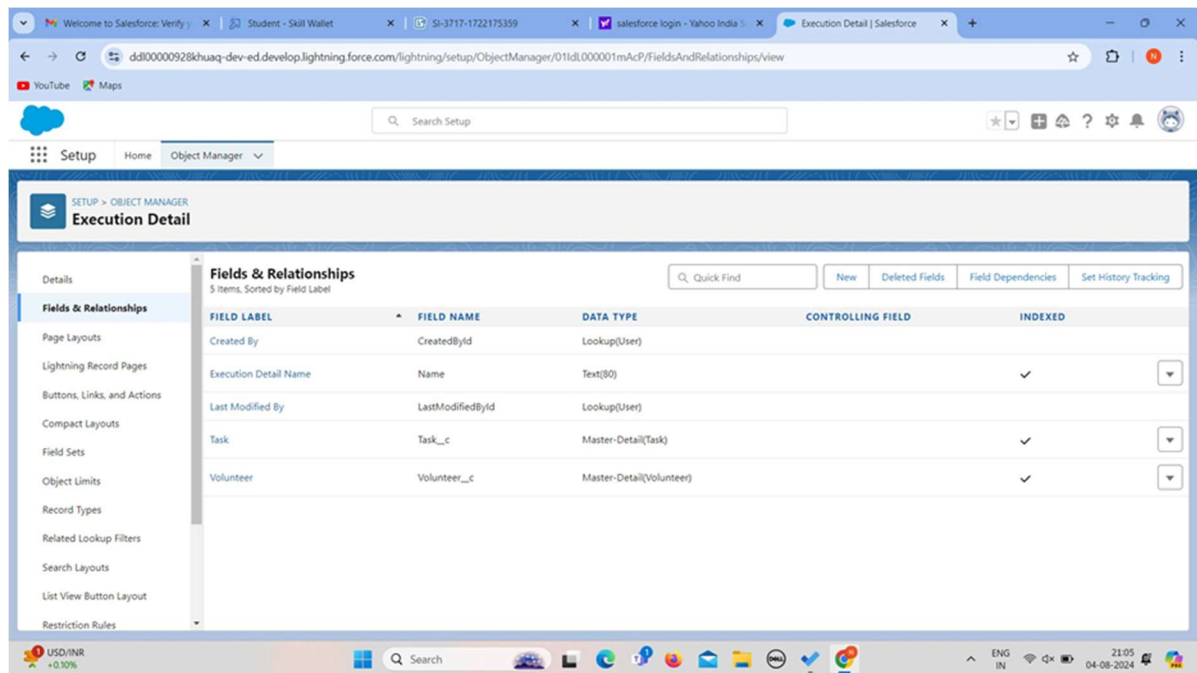 Welcome to Salesforce: Verify y
Student - Skill Wallet
SI-3717-1722175359
salesforce login - Yahoo India S
Execution Detail | Salesforce
ddl00000928khuaq-dev-ed.develop.lightning.force.com/lightning/setup/ObjectManager/01IdL000001mAcP/FieldsAndRelationships/view
N
YouTube
Maps
Search Setup
Setup
Home
Object Manager
SETUP > OBJECT MANAGER
Execution Detail
Details
Fields & Relationships
Page Layouts
Lightning Record Pages
Buttons, Links, and Actions
Compact Layouts
Field Sets
Object Limits
Record Types
Related Lookup Filters
Search Layouts
List View Button Layout
Restriction Rules
Fields & Relationships
5 Items, Sorted by Field Label
Quick Find
New
Deleted Fields
Field Dependencies
Set History Tracking
FIELD LABEL FIELD NAME DATA TYPE CONTROLLING FIELD INDEXED
Created By CreatedById Lookup(User)
Execution Detail Name Name Text(80)
Last Modified By LastModifiedById Lookup(User)
Task Task__c Master-Detail(Task)
Volunteer Volunteer__c Master-Detail(Volunteer)
1
USD/INR
+0.10%
Search
1
DELL
ENG
IN
21:05
04-08-2024